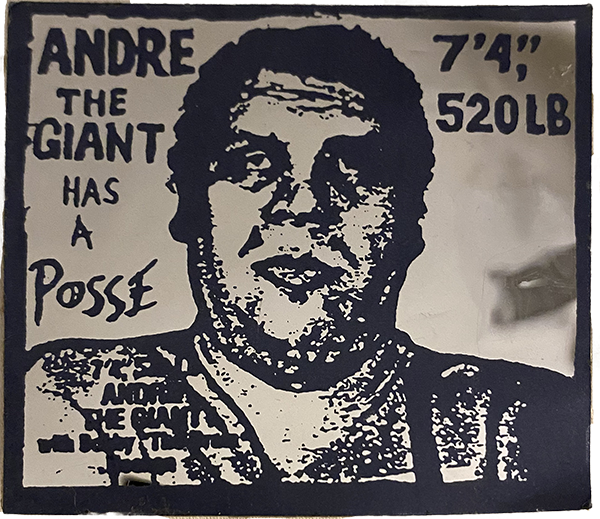 ANDRE
THE
GIANT
HAS
A
POSSE
7'4",
520 LB
ANDRE
THE GIANT